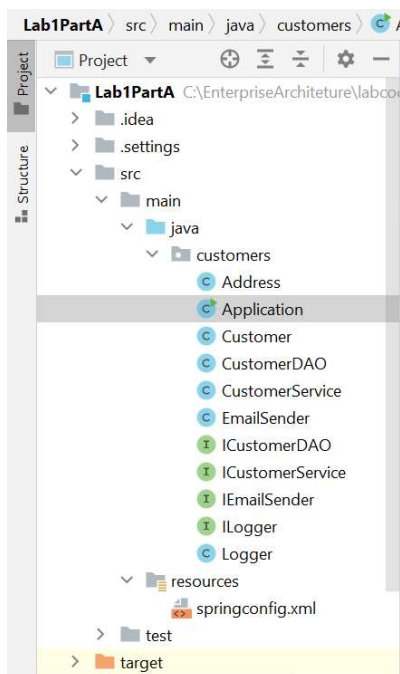 Lab1PartA › src › main › java › customers ›
Project
Project
Structure
Lab1PartA C:\EnterpriseArchiteture\labco
.idea
.settings
src
main
java
customers
Address
Application
Customer
CustomerDAO
CustomerService
EmailSender
ICustomerDAO
ICustomerService
IEmailSender
ILogger
Logger
resources
springconfig.xml
test
target